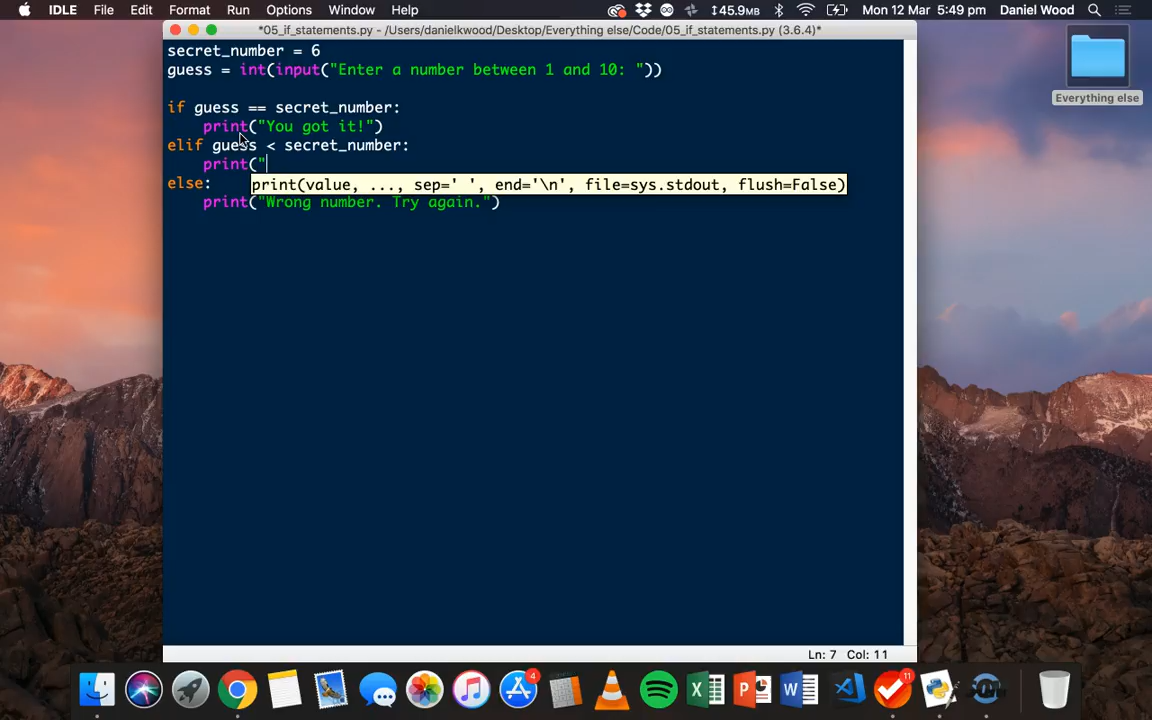 IDLE File Edit Format Run Options Window Help 45.9MB Mon 12 Mar 5:49 pm Daniel Wood
*05_if_statements.py - /Users/danielkwood/Desktop/Everything else/Code/05_if_statements.py (3.6.4)*
secret_number = 6
guess = int(input("Enter a number between 1 and 10: "))
if guess == secret_number:
print("You got it!")
elif guess < secret_number:
print("
else:
print(value, ..., sep=' ', end='\n', file=sys.stdout, flush=False)
print("Wrong number. Try again.")
Everything else
Ln: 7 Col: 11
4
11